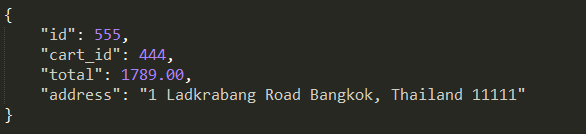 {
    "id": 555,
    "cart_id": 444,
    "total": 1789.00,
    "address": "1 Ladkrabang Road Bangkok, Thailand 11111"
}